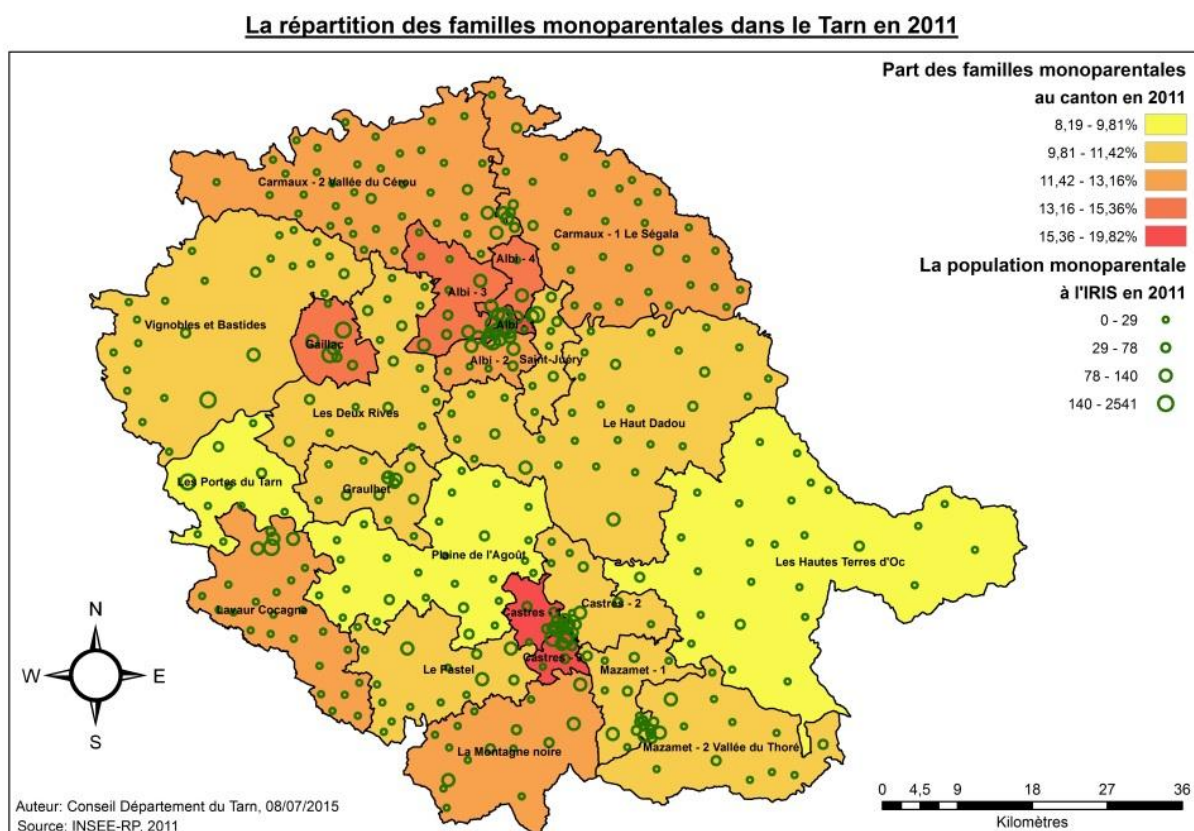 La répartition des familles monoparentales dans le Tarn en 2011
Part des familles monoparentales
au canton en 2011
8,19 - 9,81%
9,81 - 11,42%
11,42 - 13,16%
13,16 - 15,36%
15,36 - 19,82%
La population monoparentale
à l'IRIS en 2011
0 - 29
29 - 78
78 - 140
140 - 2541
Carmaux - 2 Vallée du Cérou
Carmaux - 1 Le Ségala
Albi - 4
Albi - 3
Albi
Vignobles et Bastides
Gaillac
Albi - 2
Saint-Juéry
Les Deux Rives
Le Haut Dadou
Les Portes du Tarn
Graulhet
Plaine de l'Agoût
Les Hautes Terres d'Oc
Lavaur Cocagne
Castres
Castres - 2
Castres
Le Pastel
Mazamet - 1
La Montagne noire
Mazamet - 2 Vallée du Thoré
N
W
E
S
Auteur: Conseil Département du Tarn, 08/07/2015
Source: INSEE-RP, 2011
0 4,5 9 18 27 36
Kilomètres